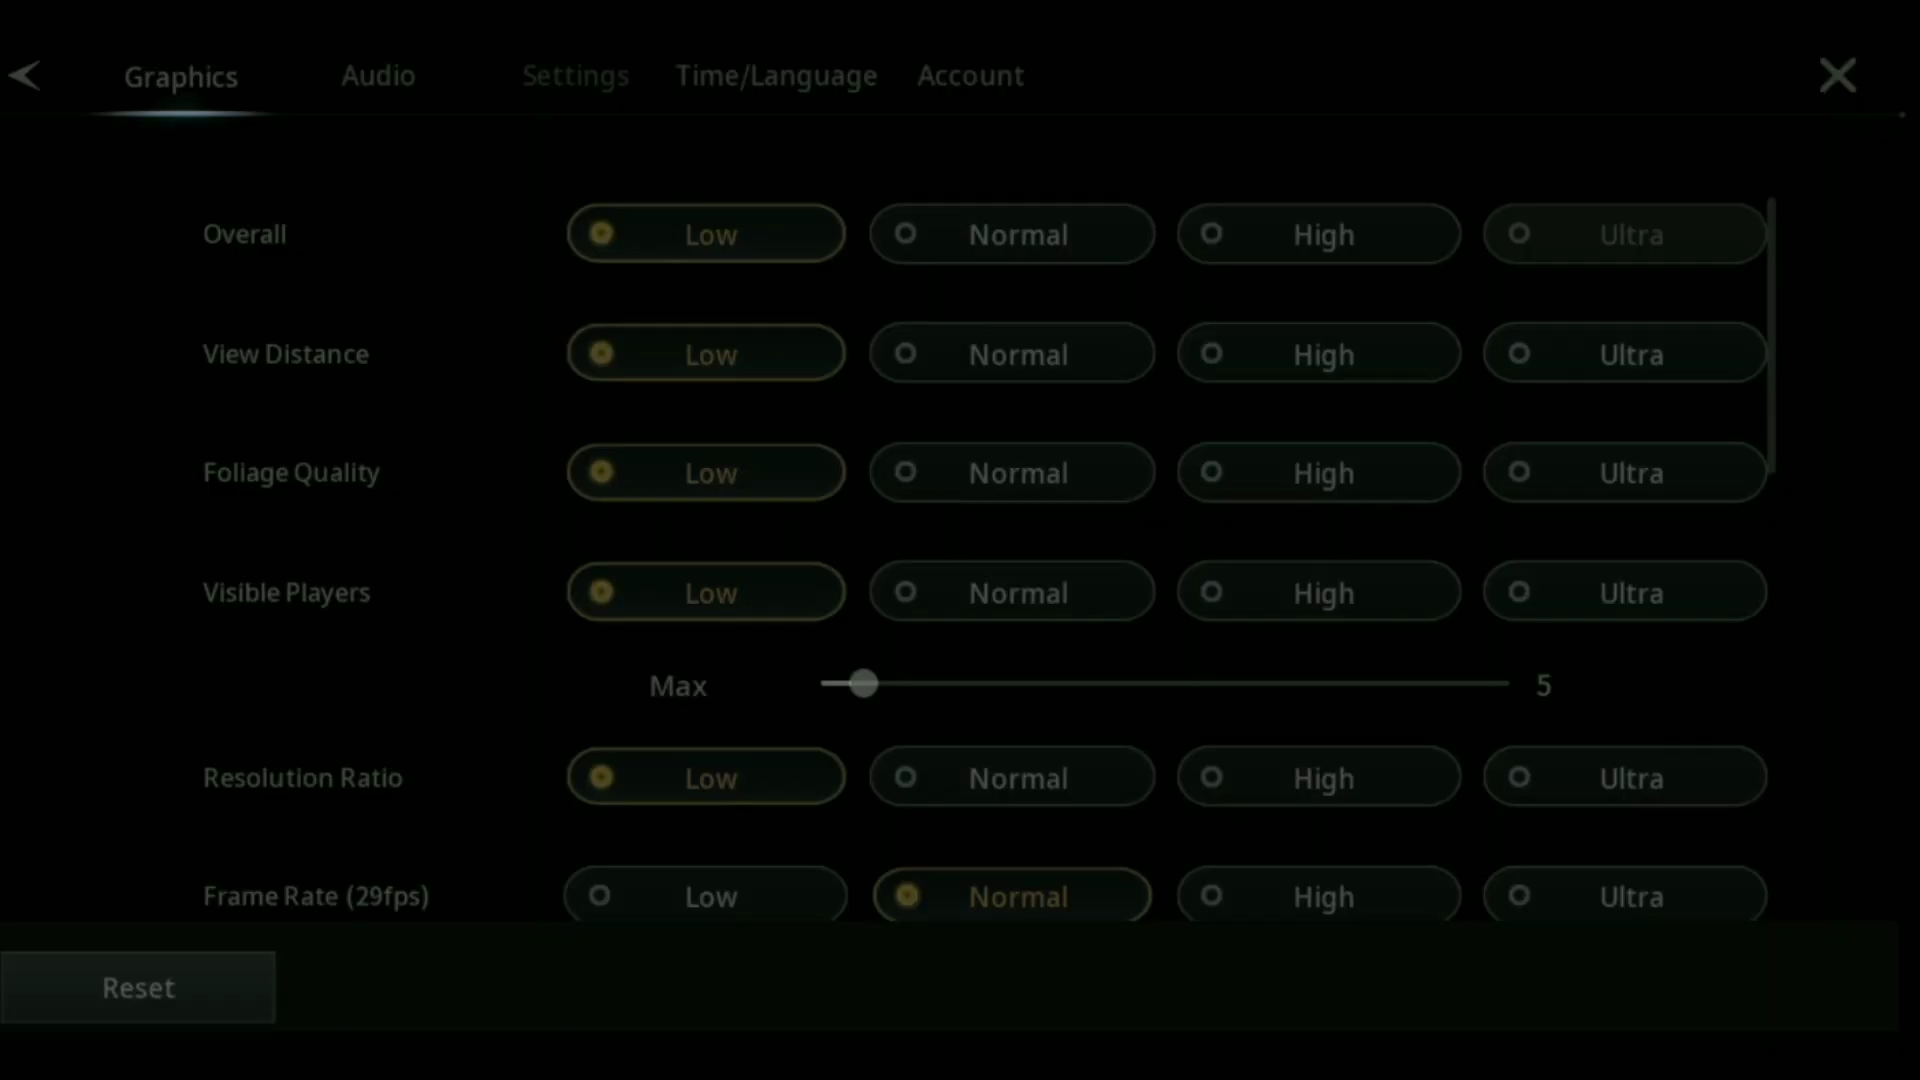 Graphics Audio Settings Time/Language Account
Overall Low Normal High Ultra
View Distance Low Normal High Ultra
Foliage Quality Low Normal High Ultra
Visible Players Low Normal High Ultra
Max 5
Resolution Ratio Low Normal High Ultra
Frame Rate (29fps) Low Normal High Ultra
Reset